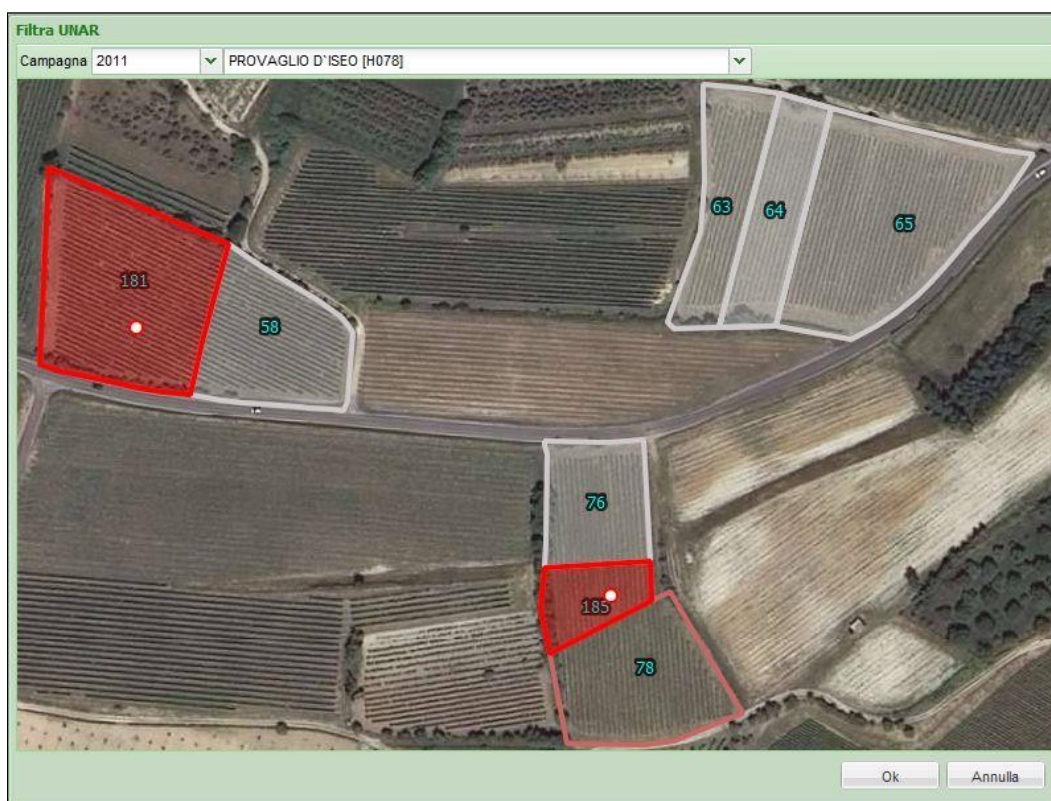 Filtra UNAR
Campagna 2011 PROVAGLIO D`ISEO [H078]
63 64 65
181
58
76
185
78
Ok Annulla